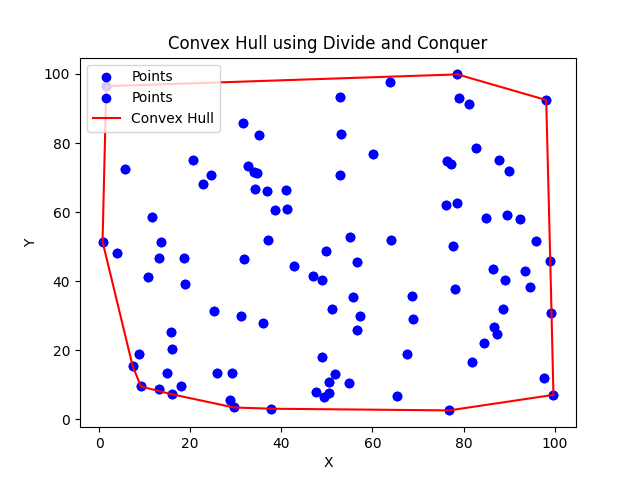 Convex Hull using Divide and Conquer
Points
Points
Convex Hull
Y
100
80
60
40
20
0
0 20 40 60 80 100
X